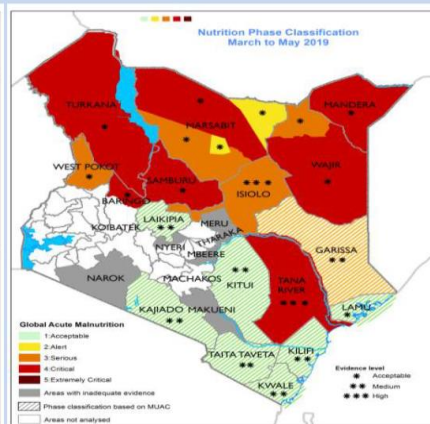 Nutrition Phase Classification
March to May 2019
TURKANA
MARSABIT
MANDERA
WEST POKOT
SAMBURU
WAJIR
ISIOLO
BARINGO
LAIKIPIA
MERU
KOIBATEK
THARAKA
NYERI
MBEERE
GARISSA
NAROK
MACHAKOS
KITUI
TANA
RIVER
KAJIADO
MAKUENI
LAMU
TAITA TAVETA
KILIFI
KWALE
Global Acute Malnutrition
1:Acceptable
2:Alert
3:Serious
4:Critical
5:Extremely Critical
Areas with inadequate evidence
Phase classification based on MUAC
Areas not analysed
Evidence level
* Acceptable
** Medium
*** High